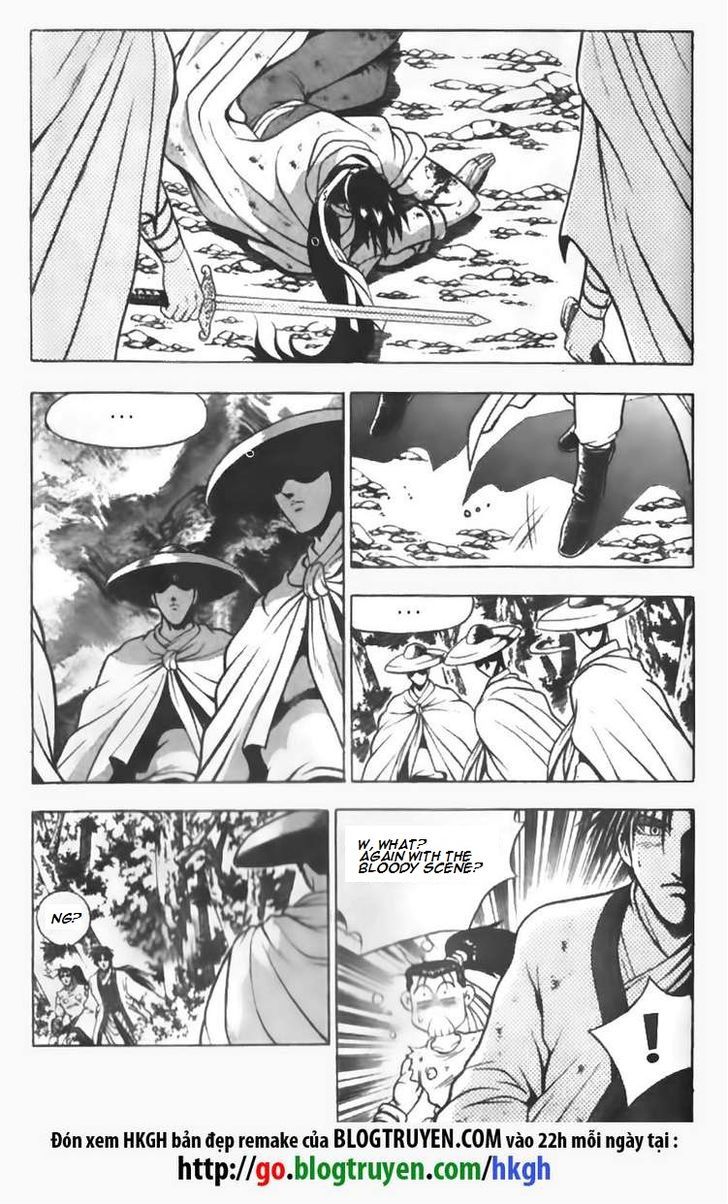 ...
...
NG?
W, WHAT?
AGAIN WITH THE
BLOODY SCENE?
!
Đón xem HKGH bản đẹp remake của BLOGTRUYEN.COM vào 22h mỗi ngày tại :
http://go.blogtruyen.com/hkgh